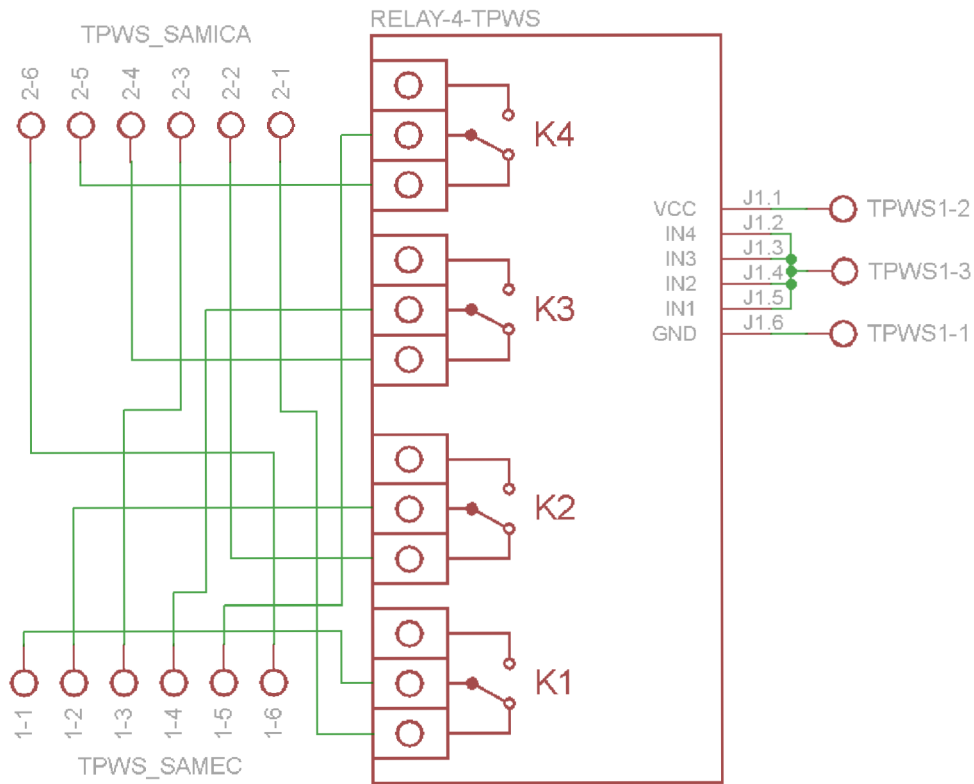 RELAY-4-TPWS
TPWS_SAMICA
2-6
2-5
2-4
2-3
2-2
2-1
K4
K3
K2
K1
VCC
IN4
IN3
IN2
IN1
GND
J1.1
J1.2
J1.3
J1.4
J1.5
J1.6
TPWS1-2
TPWS1-3
TPWS1-1
1-1
1-2
1-3
1-4
1-5
1-6
TPWS_SAMEC